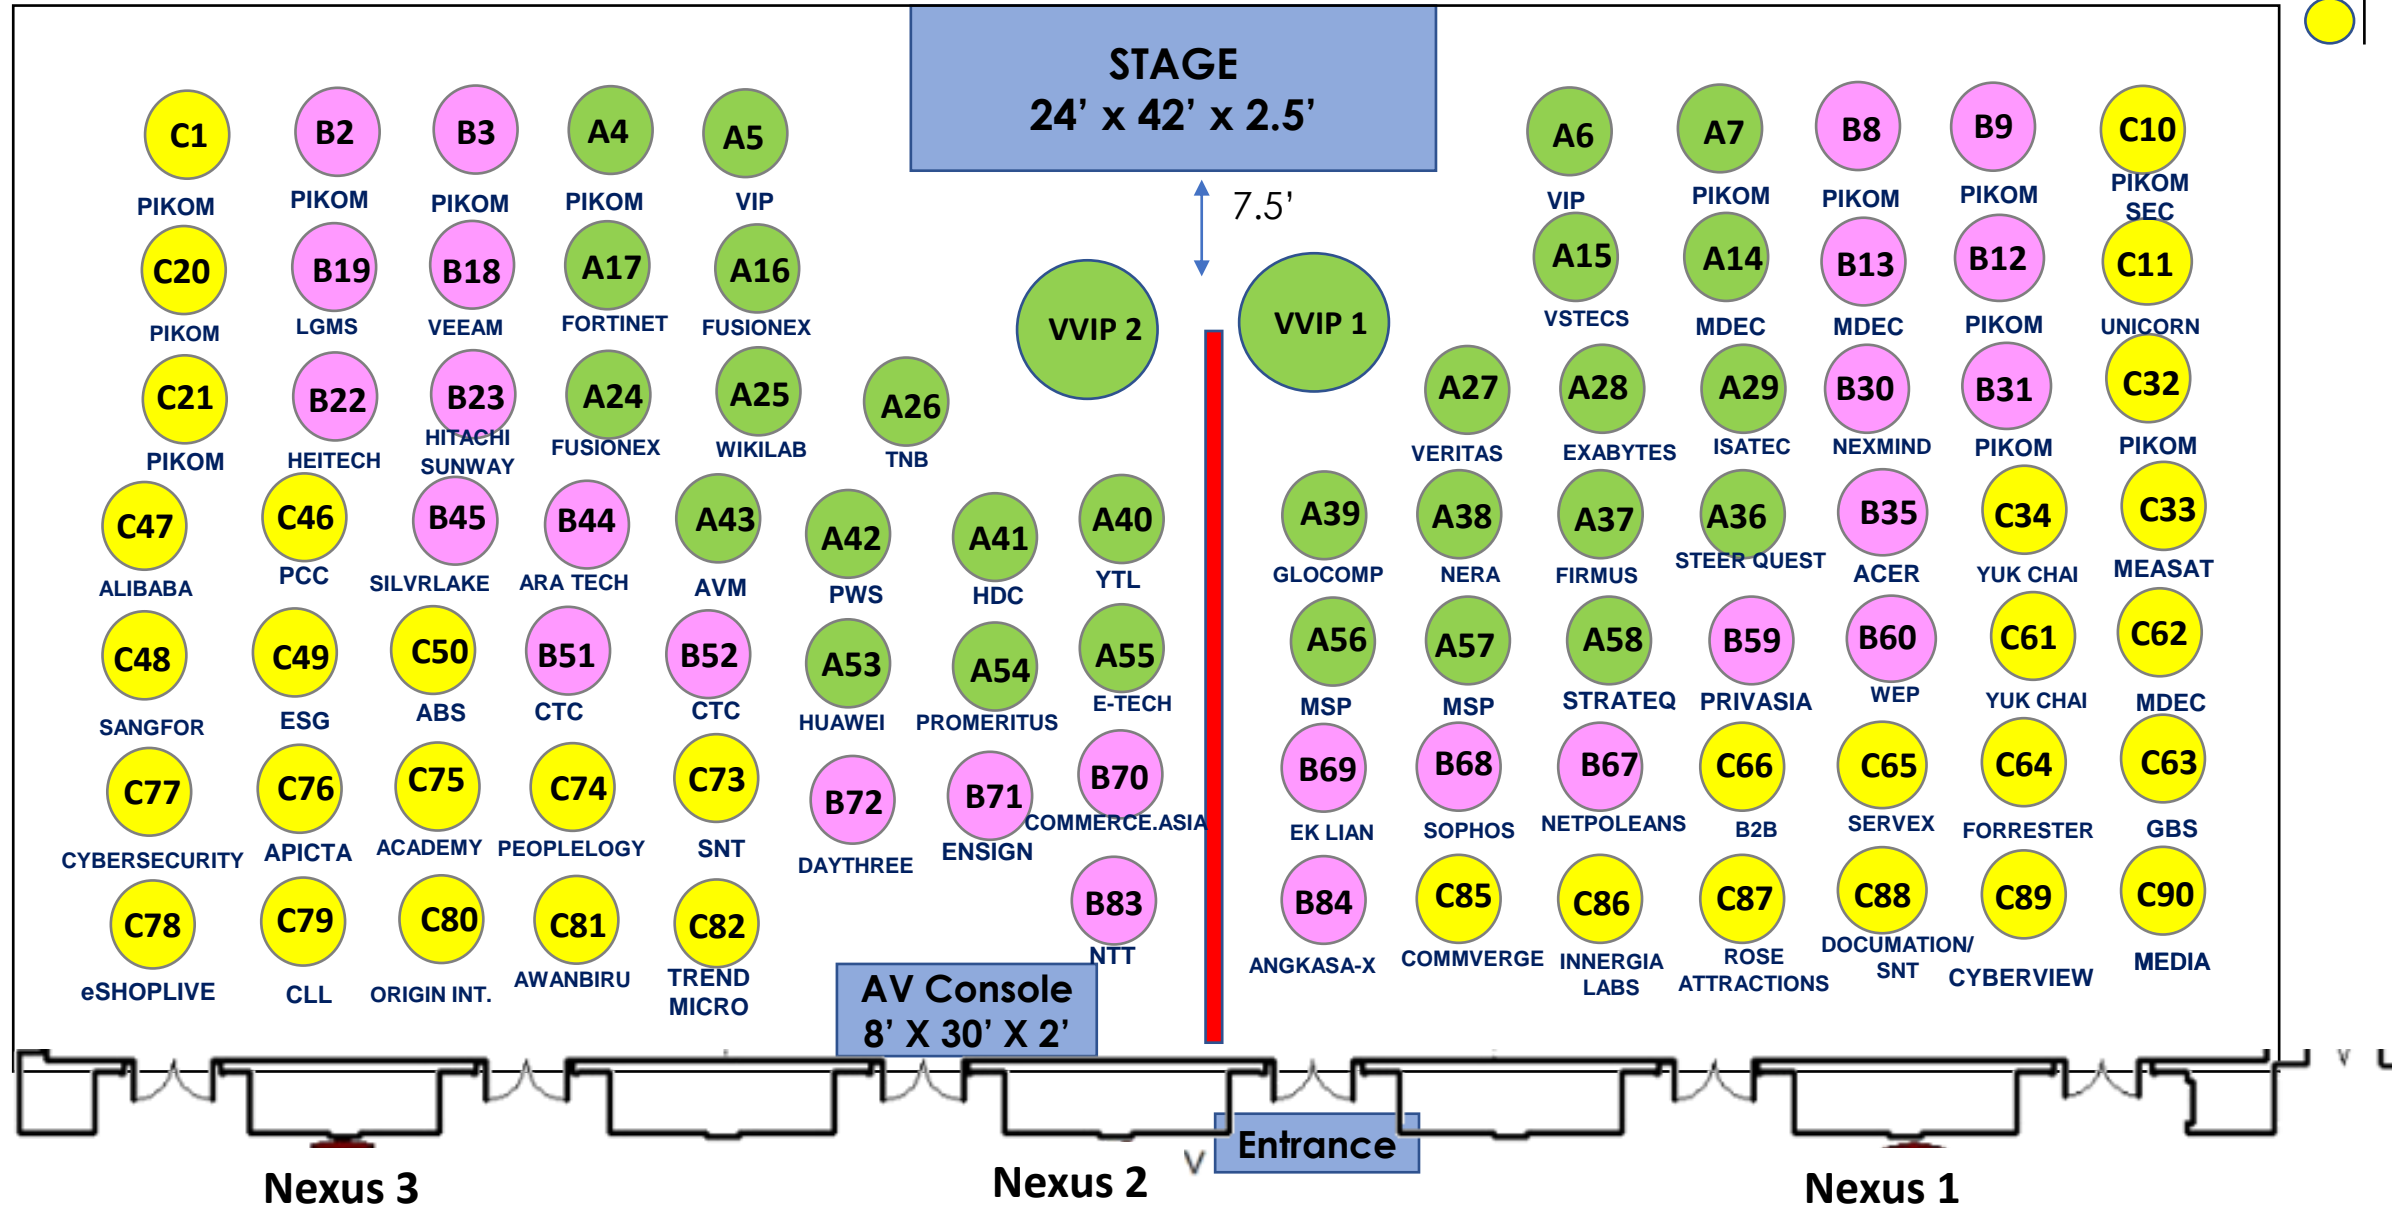 STAGE
24’ x 42’ x 2.5’
7.5’
C1 B2 B3 A4 A5 A6 A7 B8 B9 C10
PIKOM PIKOM PIKOM PIKOM VIP VIP PIKOM PIKOM PIKOM PIKOM
SEC
C20 B19 B18 A17 A16 A15 A14 B13 B12 C11
PIKOM LGMS VEEAM FORTINET FUSIONEX VSTECS MDEC MDEC PIKOM UNICORN
VVIP 2 VVIP 1
C21 B22 B23 A24 A25 A26 A27 A28 A29 B30 B31 C32
PIKOM HEITECH HITACHI FUSIONEX WIKILAB TNB VERITAS EXABYTES ISATEC NEXMIND PIKOM PIKOM
SUNWAY
C47 C46 B45 B44 A43 A42 A41 A40 A39 A38 A37 A36 B35 C34 C33
ALIBABA PCC SILVRLAKE ARA TECH AVM PWS HDC YTL GLOCOMP NERA FIRMUS STEER QUEST ACER YUK CHAI MEASAT
C48 C49 C50 B51 B52 A53 A54 A55 A56 A57 A58 B59 B60 C61 C62
SANGFOR ESG ABS CTC CTC HUAWEI PROMERITUS E-TECH MSP MSP STRATEQ PRIVASIA WEP YUK CHAI MDEC
C77 C76 C75 C74 C73 B72 B71 B70 B69 B68 B67 C66 C65 C64 C63
CYBERSECURITY APICTA ACADEMY PEOPLELOGY SNT DAYTHREE ENSIGN COMMERCE.ASIA EK LIAN SOPHOS NETPOLEANS B2B SERVEX FORRESTER GBS
C78 C79 C80 C81 C82 B83 B84 C85 C86 C87 C88 C89 C90
eSHOPLIVE CLL ORIGIN INT. AWANBIRU TREND NTT ANGKASA-X COMMVERGE INNERGIA ROSE DOCUMATION/ CYBERVIEW MEDIA
MICRO LABS ATTRACTIONS SNT
AV Console
8’ X 30’ X 2’
Entrance
Nexus 3 Nexus 2 Nexus 1